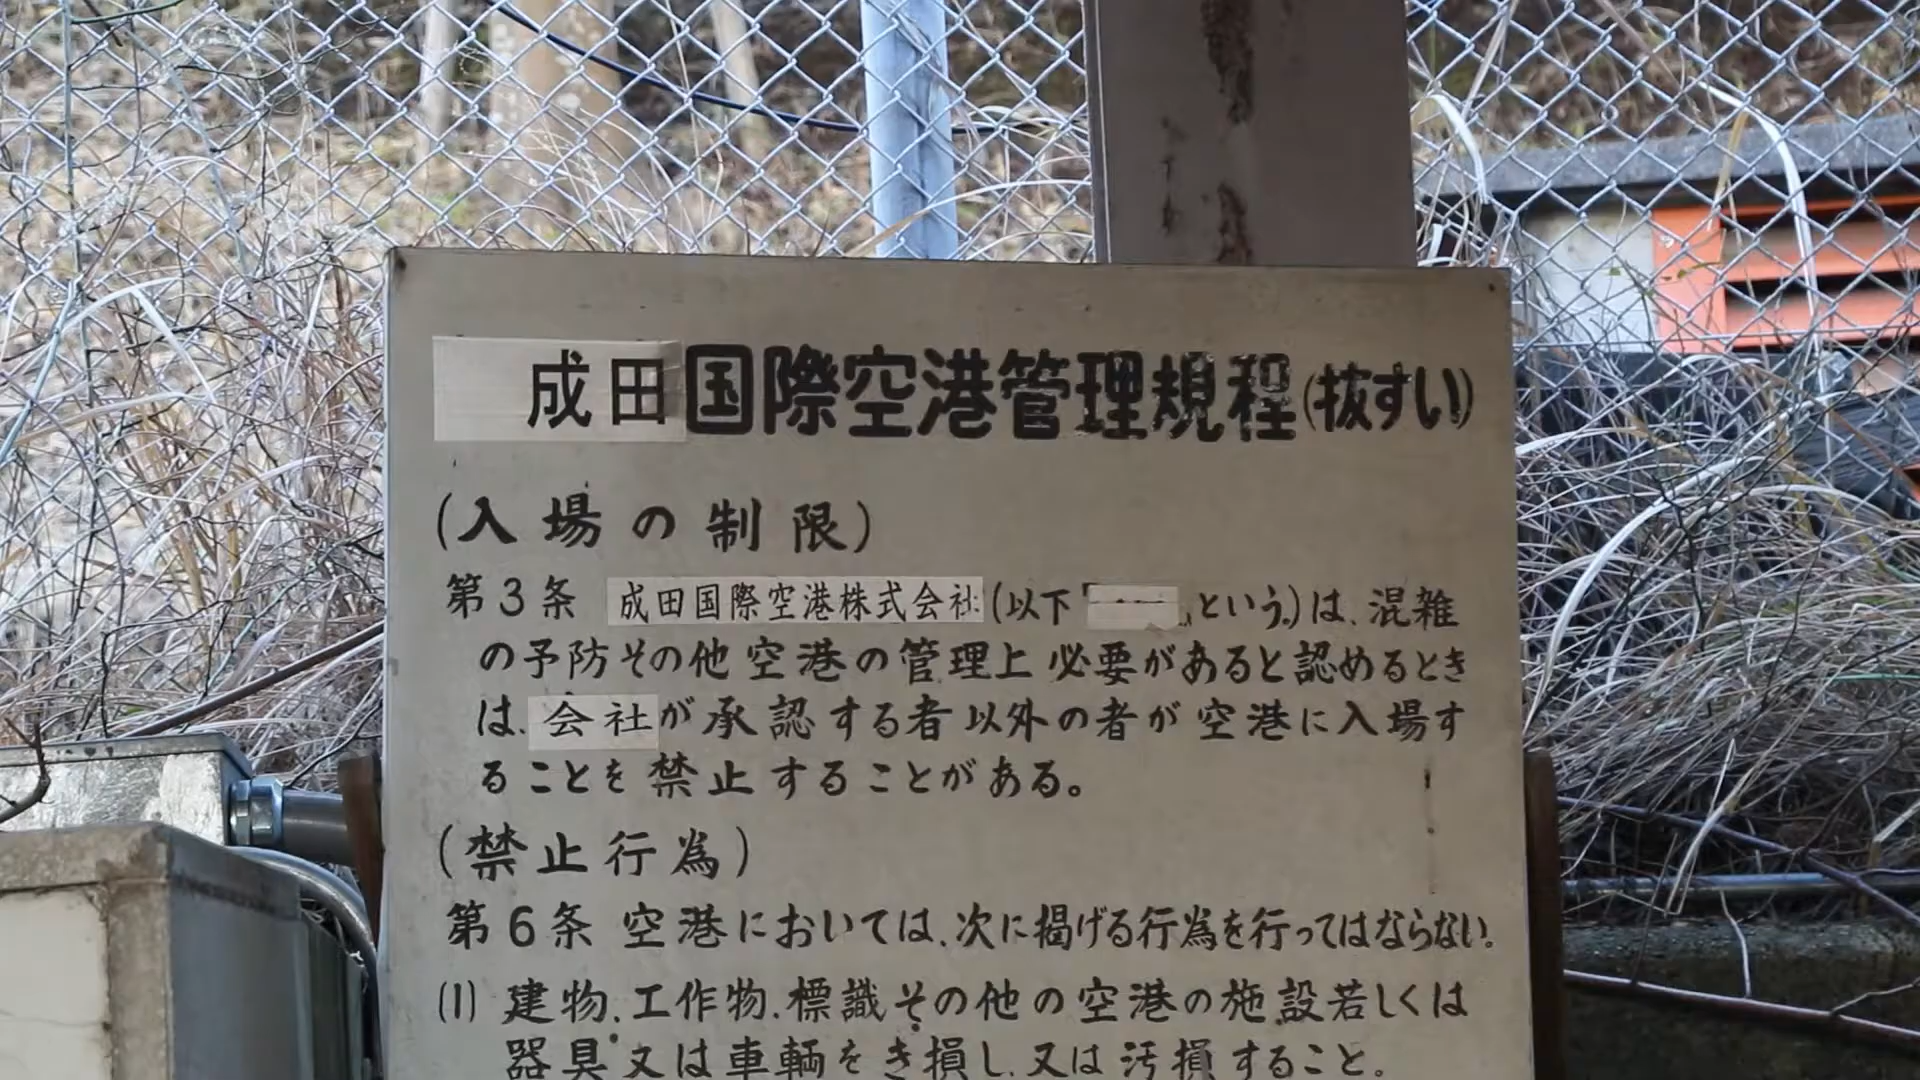 成田国際空港管理規程(抜すい)
(入場の制限)
第3条 成田国際空港株式会社(以下「　　」という。)は、混雑
の予防その他空港の管理上必要があると認めるとき
は、会社が承認する者以外の者が空港に入場す
ることを禁止することがある。
(禁止行為)
第6条 空港においては、次に掲げる行為を行ってはならない。
(1) 建物、工作物、標識その他の空港の施設若しくは
器具又は車輌をき損し、又は汚損すること。